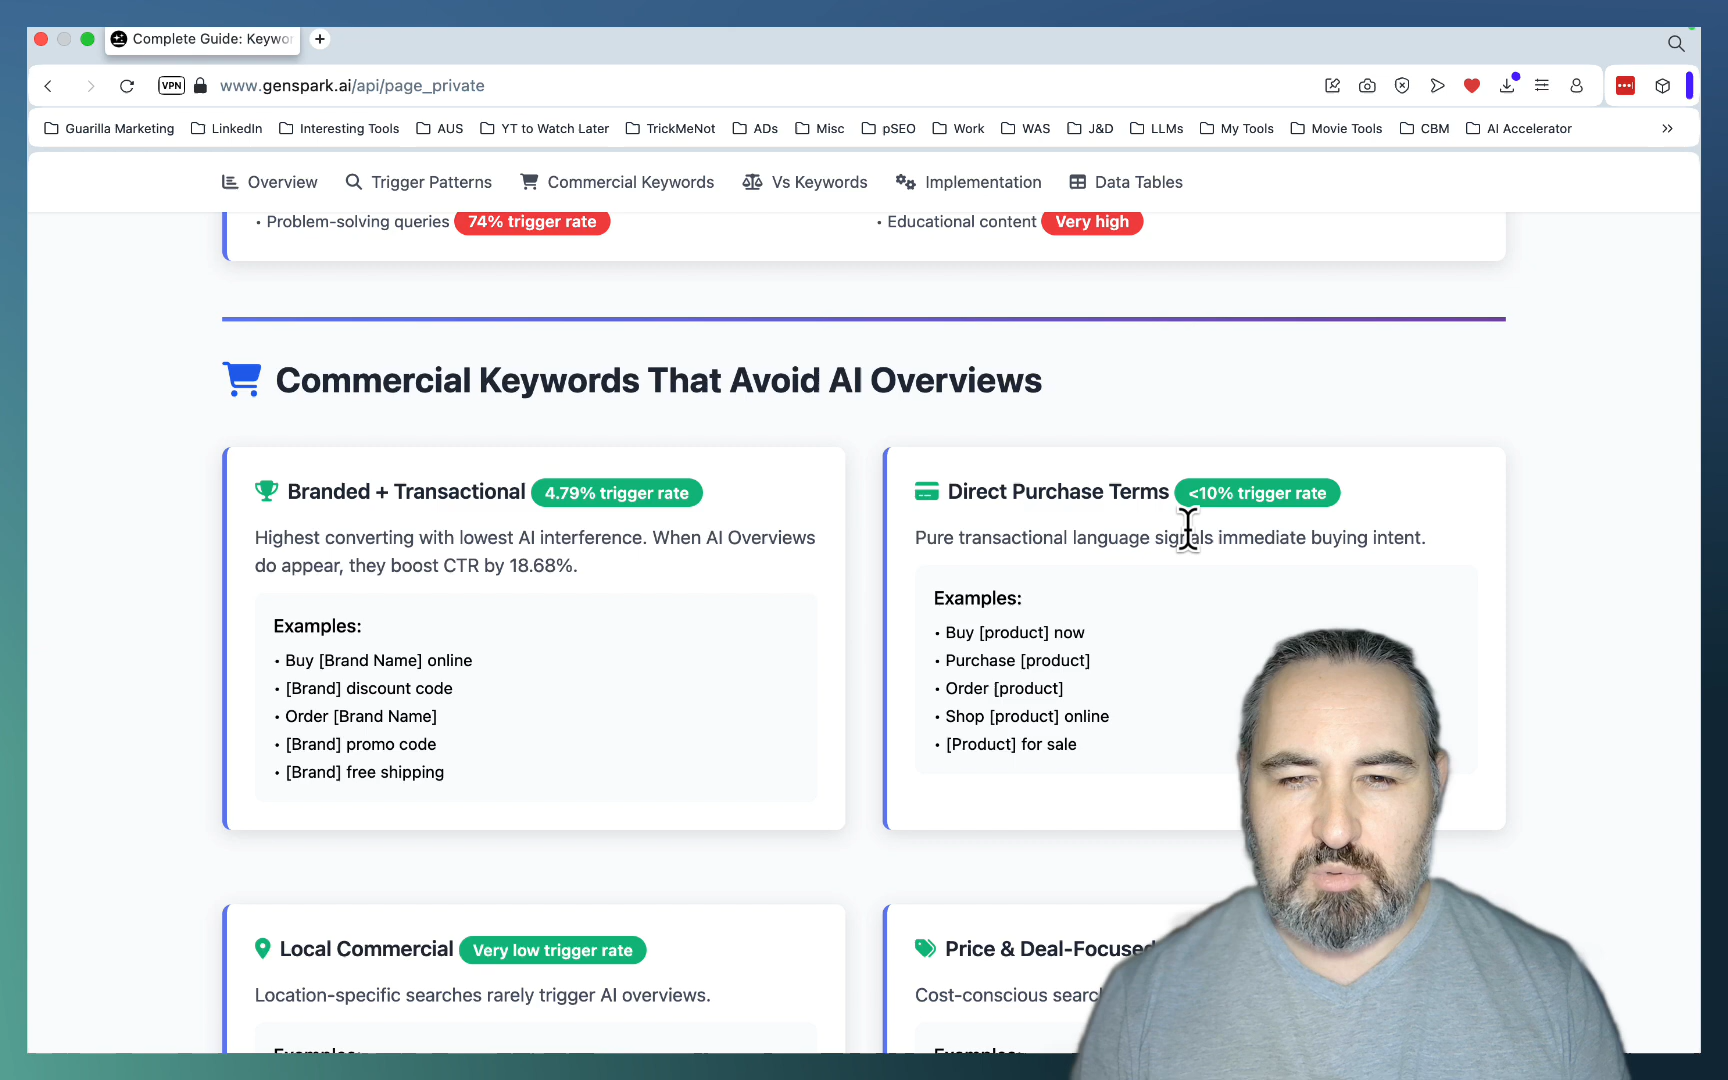 Complete Guide: Keywor
VPN
www.genspark.ai/api/page_private
Guarilla Marketing
LinkedIn
Interesting Tools
AUS
YT to Watch Later
TrickMeNot
ADs
Misc
pSEO
Work
WAS
J&D
LLMs
My Tools
Movie Tools
CBM
AI Accelerator
Overview
Trigger Patterns
Commercial Keywords
Vs Keywords
Implementation
Data Tables
• Problem-solving queries 74% trigger rate
• Educational content Very high
Commercial Keywords That Avoid AI Overviews
Branded + Transactional 4.79% trigger rate
Highest converting with lowest AI interference. When AI Overviews
do appear, they boost CTR by 18.68%.
Examples:
• Buy [Brand Name] online
• [Brand] discount code
• Order [Brand Name]
• [Brand] promo code
• [Brand] free shipping
Direct Purchase Terms <10% trigger rate
Pure transactional language signals immediate buying intent.
Examples:
• Buy [product] now
• Purchase [product]
• Order [product]
• Shop [product] online
• [Product] for sale
Local Commercial Very low trigger rate
Location-specific searches rarely trigger AI overviews.
Examples:
Price & Deal-Focused
Cost-conscious searc
Examples: